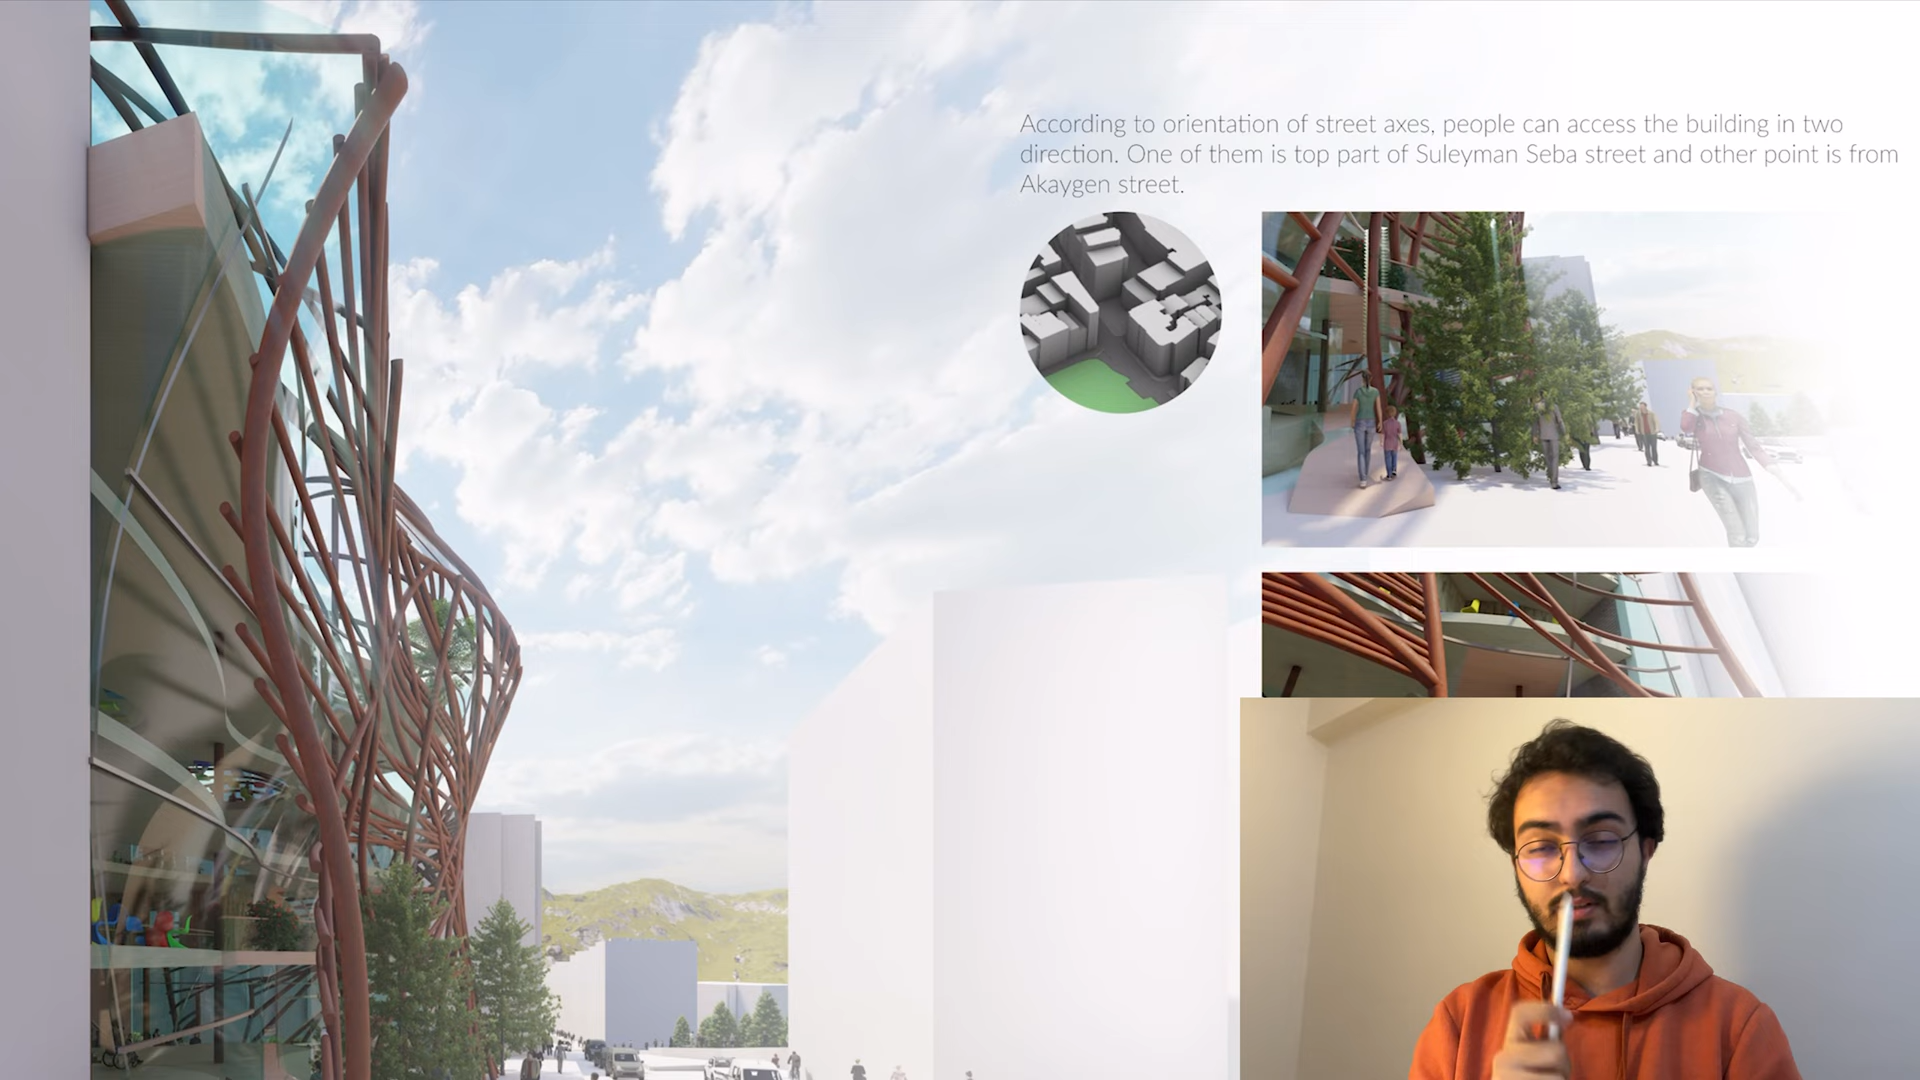 According to orientation of street axes, people can access the building in two
direction. One of them is top part of Suleyman Seba street and other point is from
Akaygen street.